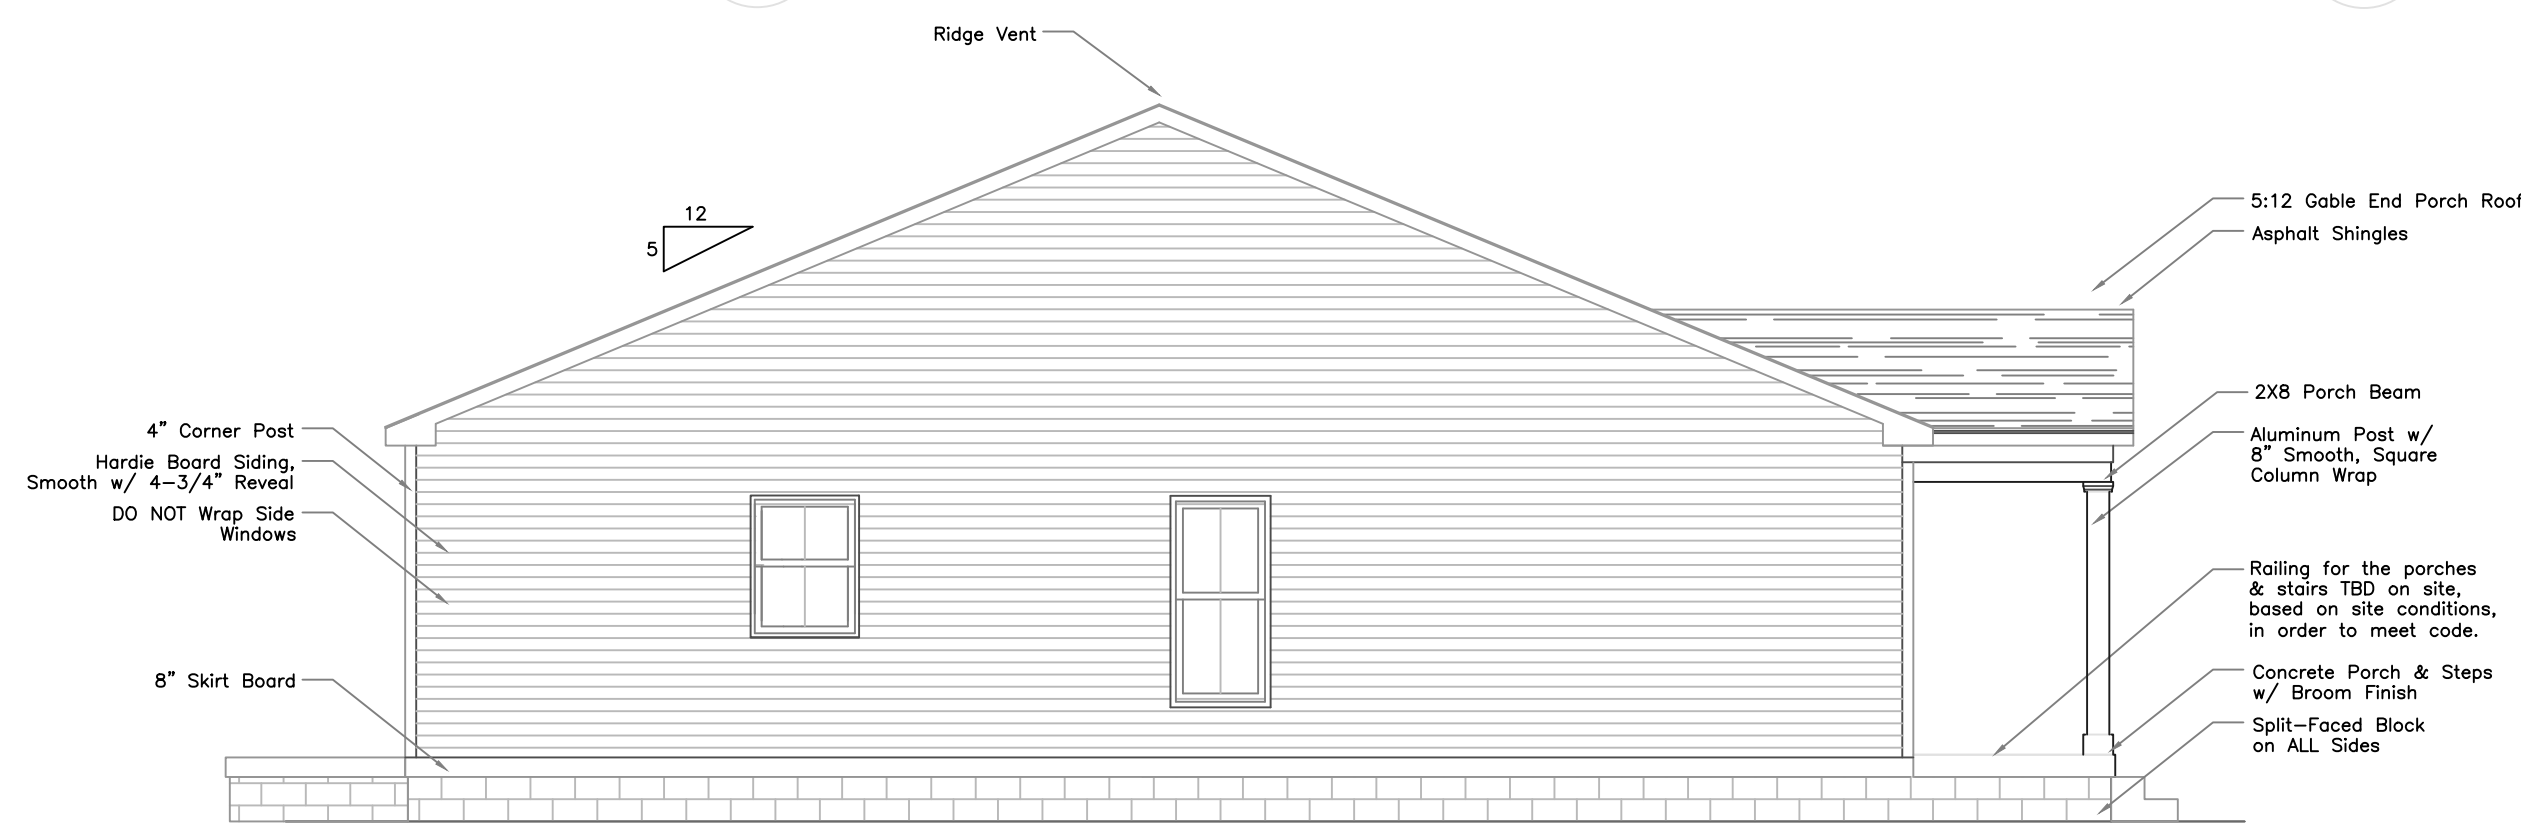 Ridge Vent
12
5
5:12 Gable End Porch Roof
Asphalt Shingles
2X8 Porch Beam
4” Corner Post
Aluminum Post w/
8” Smooth, Square
Column Wrap
Hardie Board Siding,
Smooth w/ 4-3/4” Reveal
DO NOT Wrap Side
Windows
Railing for the porches
& stairs TBD on site,
based on site conditions,
in order to meet code.
8” Skirt Board
Concrete Porch & Steps
w/ Broom Finish
Split-Faced Block
on ALL Sides